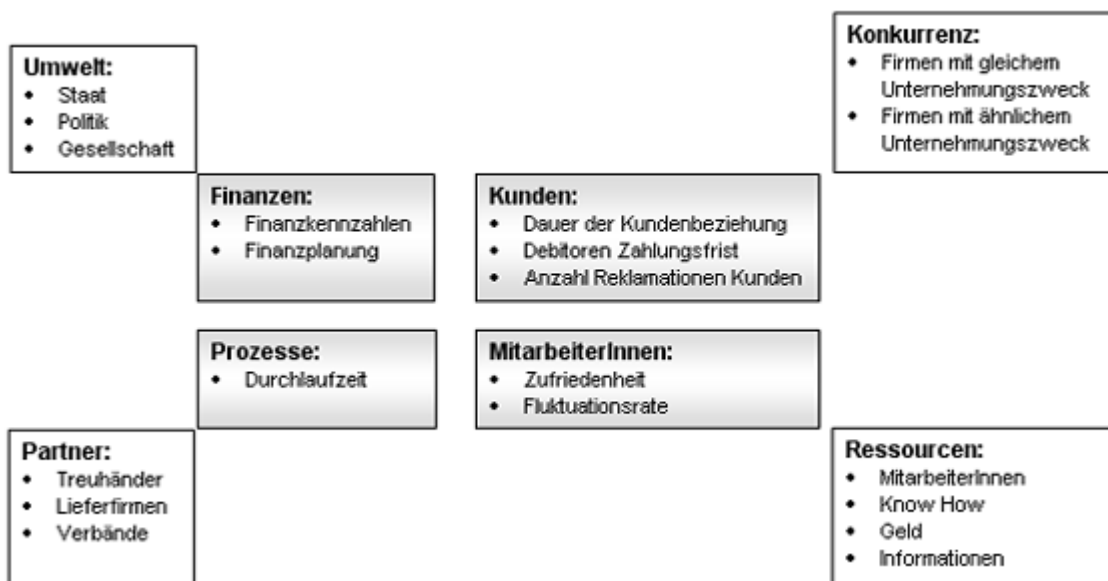 Umwelt:
• Staat
• Politik
• Gesellschaft
Konkurrenz:
• Firmen mit gleichem
Unternehmungszweck
• Firmen mit ähnlichem
Unternehmungszweck
Finanzen:
• Finanzkennzahlen
• Finanzplanung
Kunden:
• Dauer der Kundenbeziehung
• Debitoren Zahlungsfrist
• Anzahl Reklamationen Kunden
Prozesse:
• Durchlaufzeit
MitarbeiterInnen:
• Zufriedenheit
• Fluktuationsrate
Partner:
• Treuhänder
• Lieferfirmen
• Verbände
Ressourcen:
• MitarbeiterInnen
• Know How
• Geld
• Informationen